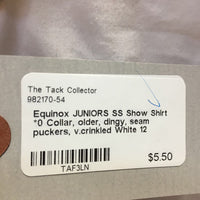 The Tack Collector
982170-54
Equinox JUNIORS SS Show Shirt
*0 Collar, older, dingy, seam
puckers, v.crinkled White 12
TAF3LN
$5.50